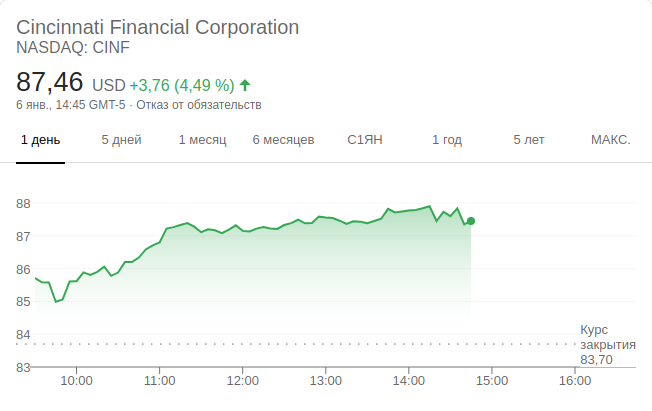 Cincinnati Financial Corporation
NASDAQ: CINF
87,46 USD +3,76 (4,49 %)
6 янв., 14:45 GMT-5 · Отказ от обязательств
1 день 5 дней 1 месяц 6 месяцев С1ЯН 1 год 5 лет МАКС.
88
87
86
85
84
83
Курс
закрытия
83,70
10:00 11:00 12:00 13:00 14:00 15:00 16:00